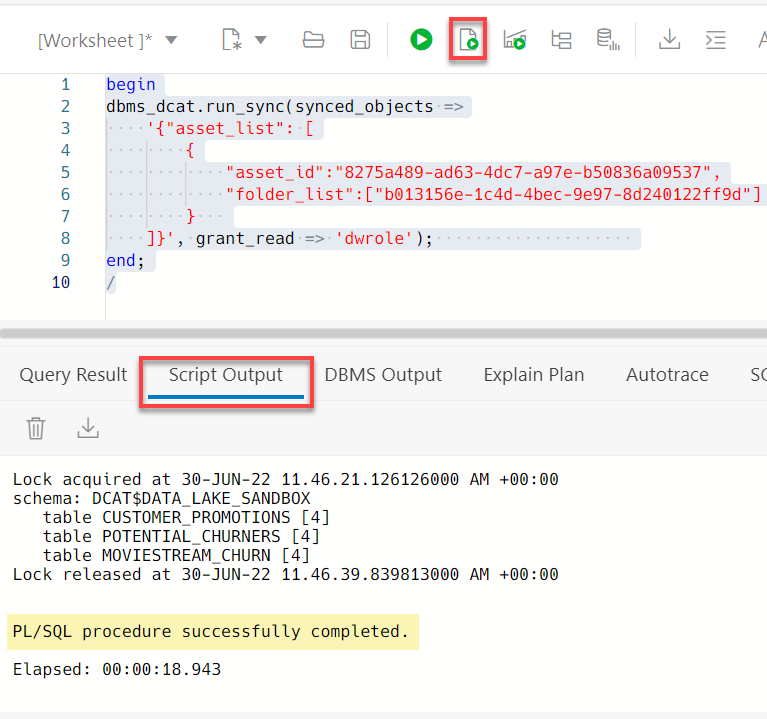 [Worksheet ]*
1 begin
2 dbms_dcat.run_sync(synced_objects =>
3 '{"asset_list": [
4 {
5 "asset_id":"8275a489-ad63-4dc7-a97e-b50836a09537",
6 "folder_list":["b013156e-1c4d-4bec-9e97-8d240122ff9d"]
7 }
8 ]}', grant_read => 'dwrole');
9 end;
10 /
Query Result Script Output DBMS Output Explain Plan Autotrace
Lock acquired at 30-JUN-22 11.46.21.126126000 AM +00:00
schema: DCAT$DATA_LAKE_SANDBOX
table CUSTOMER_PROMOTIONS [4]
table POTENTIAL_CHURNERS [4]
table MOVIESTREAM_CHURN [4]
Lock released at 30-JUN-22 11.46.39.839813000 AM +00:00
PL/SQL procedure successfully completed.
Elapsed: 00:00:18.943